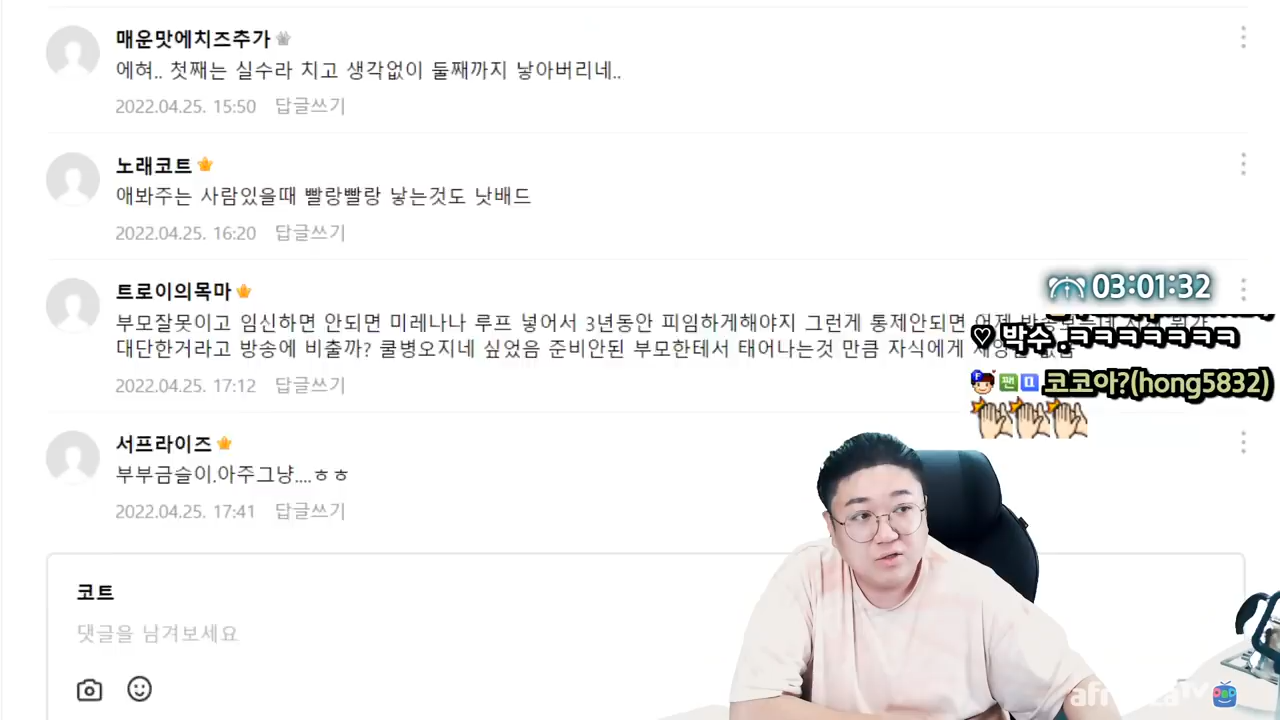 매운맛에치즈추가
에혀.. 첫째는 실수라 치고 생각없이 둘째까지 낳아버리네..
2022.04.25. 15:50 답글쓰기
노래코트
애봐주는 사람있을때 빨랑빨랑 낳는것도 낫배드
2022.04.25. 16:20 답글쓰기
트로이의목마
부모잘못이고 임신하면 안되면 미레나나 루프 넣어서 3년동안 피임하게해야지 그런게 통제안되면 어제
대단한거라고 방송에 비출까? 쿨병오지네 싶었음 준비안된 부모한테서 태어나는것 만큼 자식에게
2022.04.25. 17:12 답글쓰기
서프라이즈
부부금슬이.아주그냥....ㅎㅎ
2022.04.25. 17:41 답글쓰기
코트
댓글을 남겨보세요
03:01:32
♡ 박수 .ㅋㅋㅋㅋㅋㅋㅋ
F 짼 코코아?(hong5832)